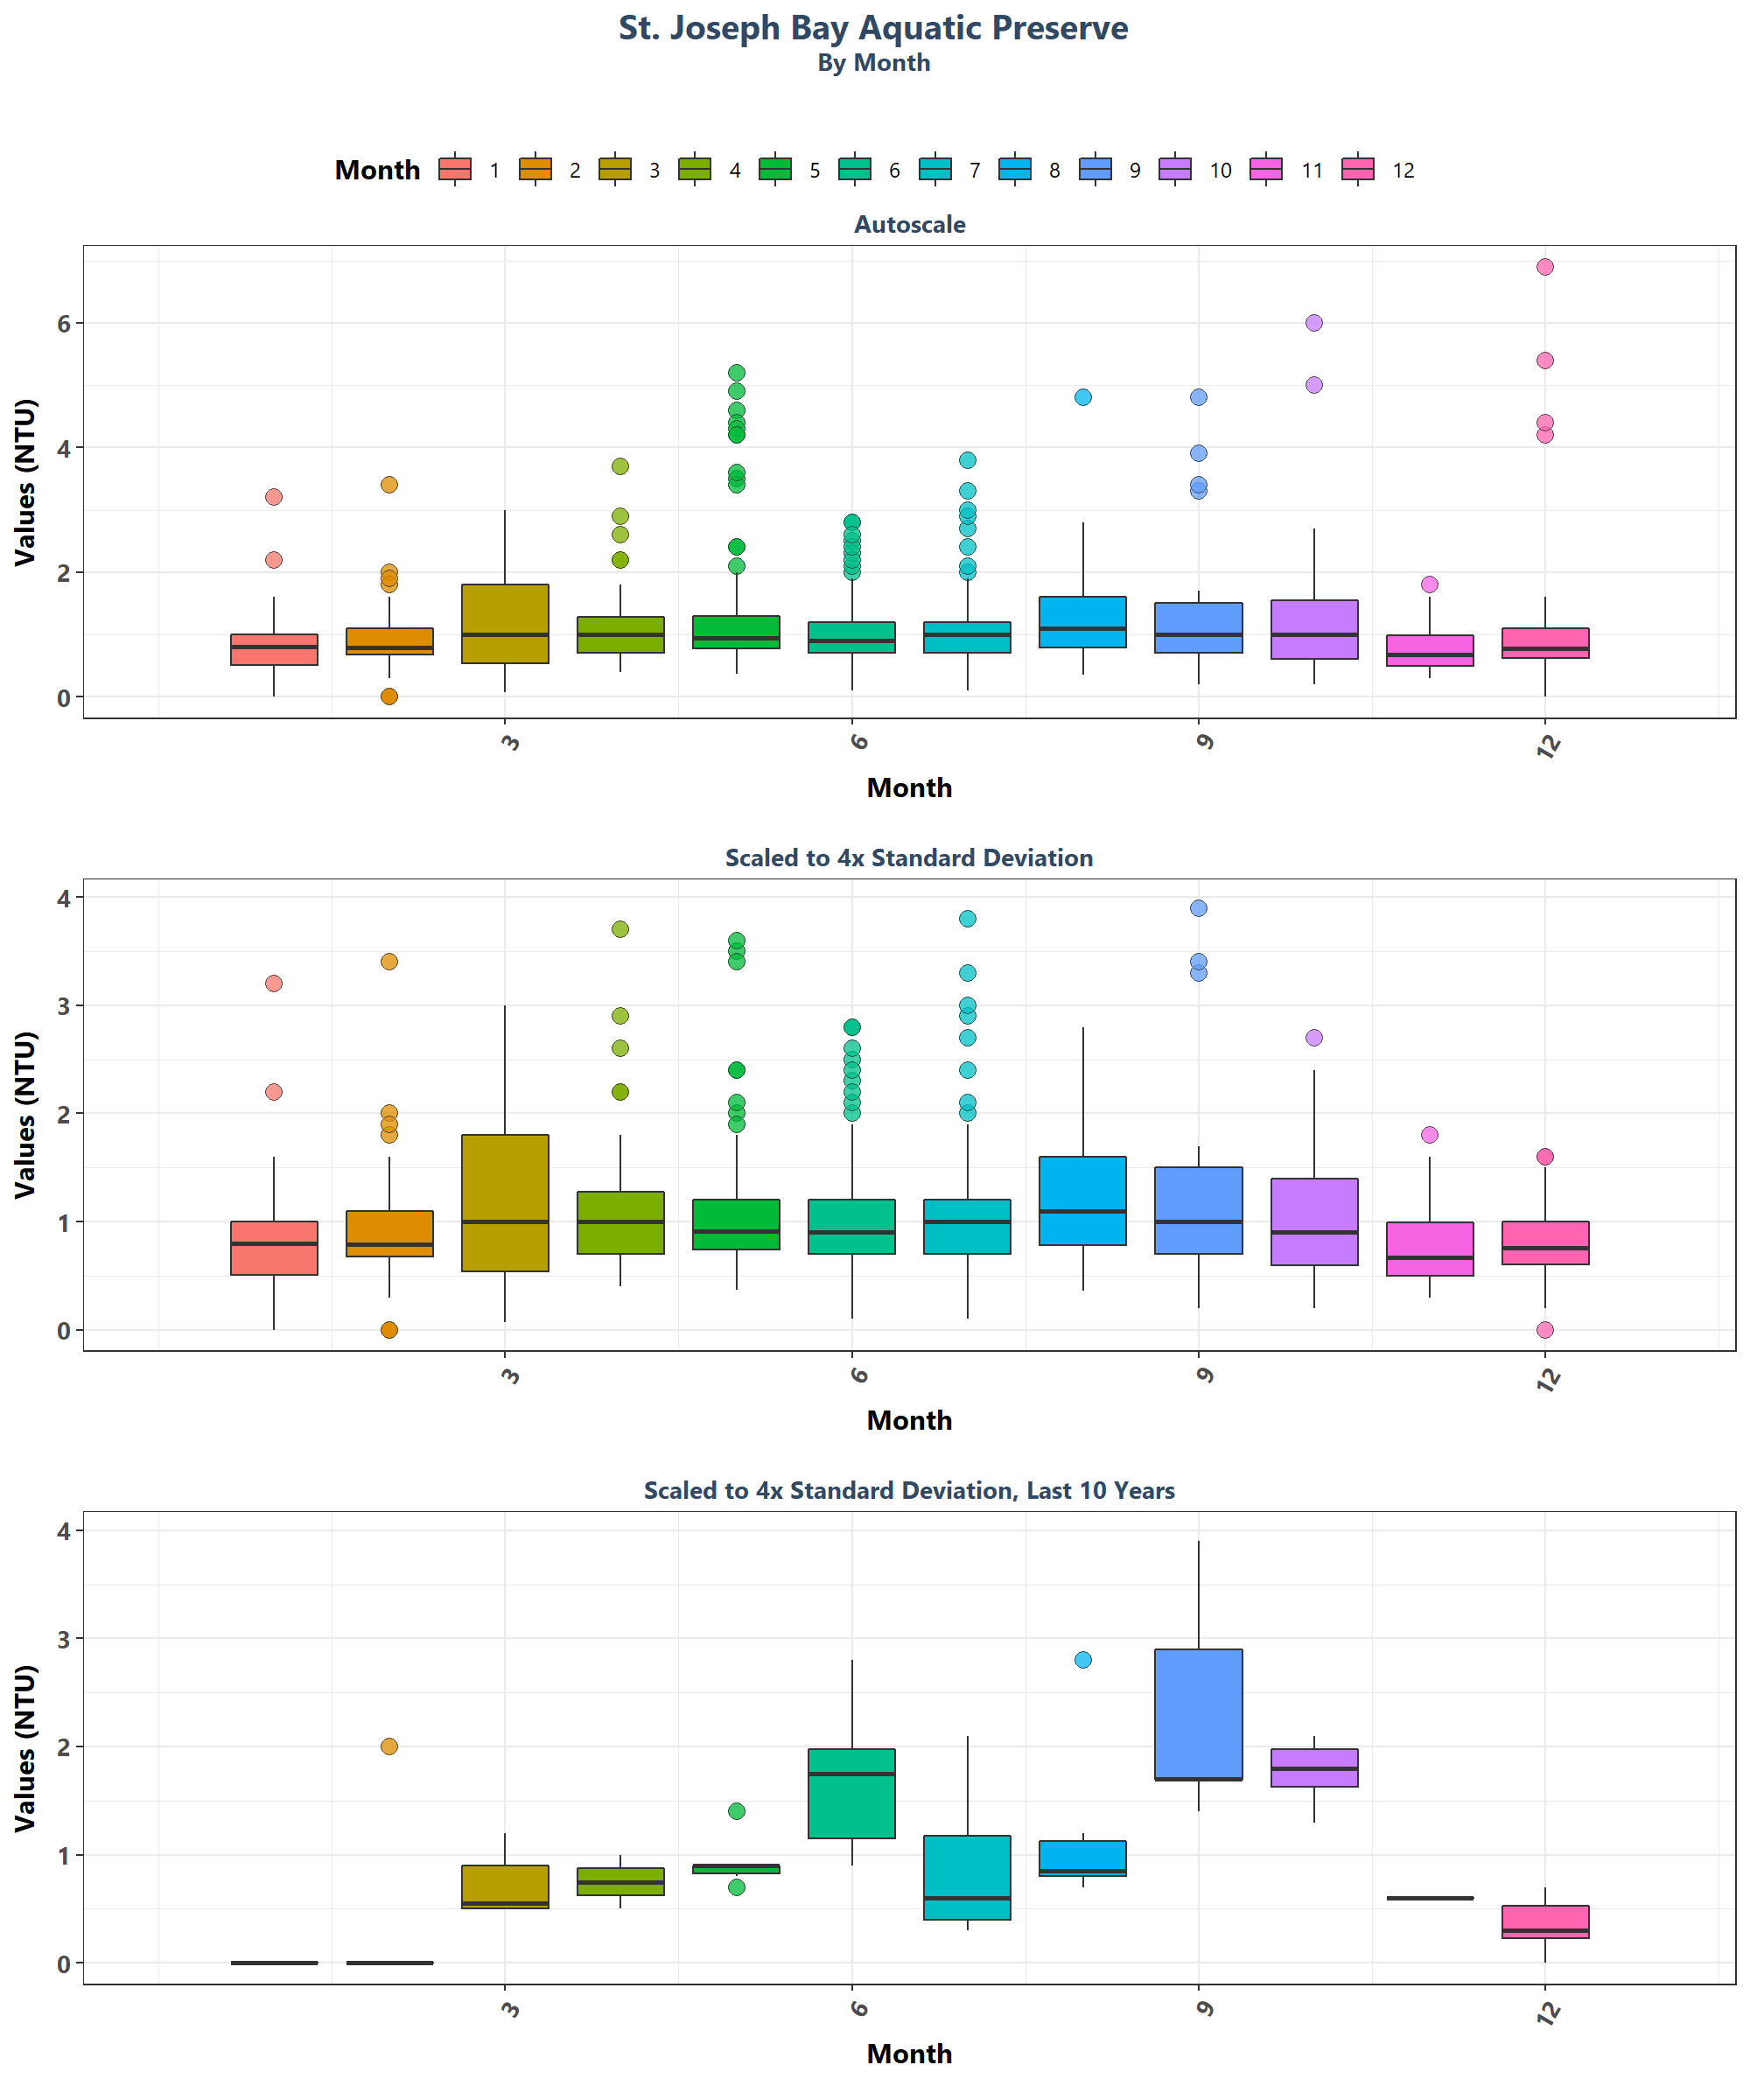 St. Joseph Bay Aquatic Preserve
By Month
Month 1 2 3 4 5 6 7 8 9 10 11 12
Autoscale
Values (NTU)
6
4
2
0
3 6 9 12
Month
Scaled to 4x Standard Deviation
Values (NTU)
4
3
2
1
0
3 6 9 12
Month
Scaled to 4x Standard Deviation, Last 10 Years
Values (NTU)
4
3
2
1
0
3 6 9 12
Month